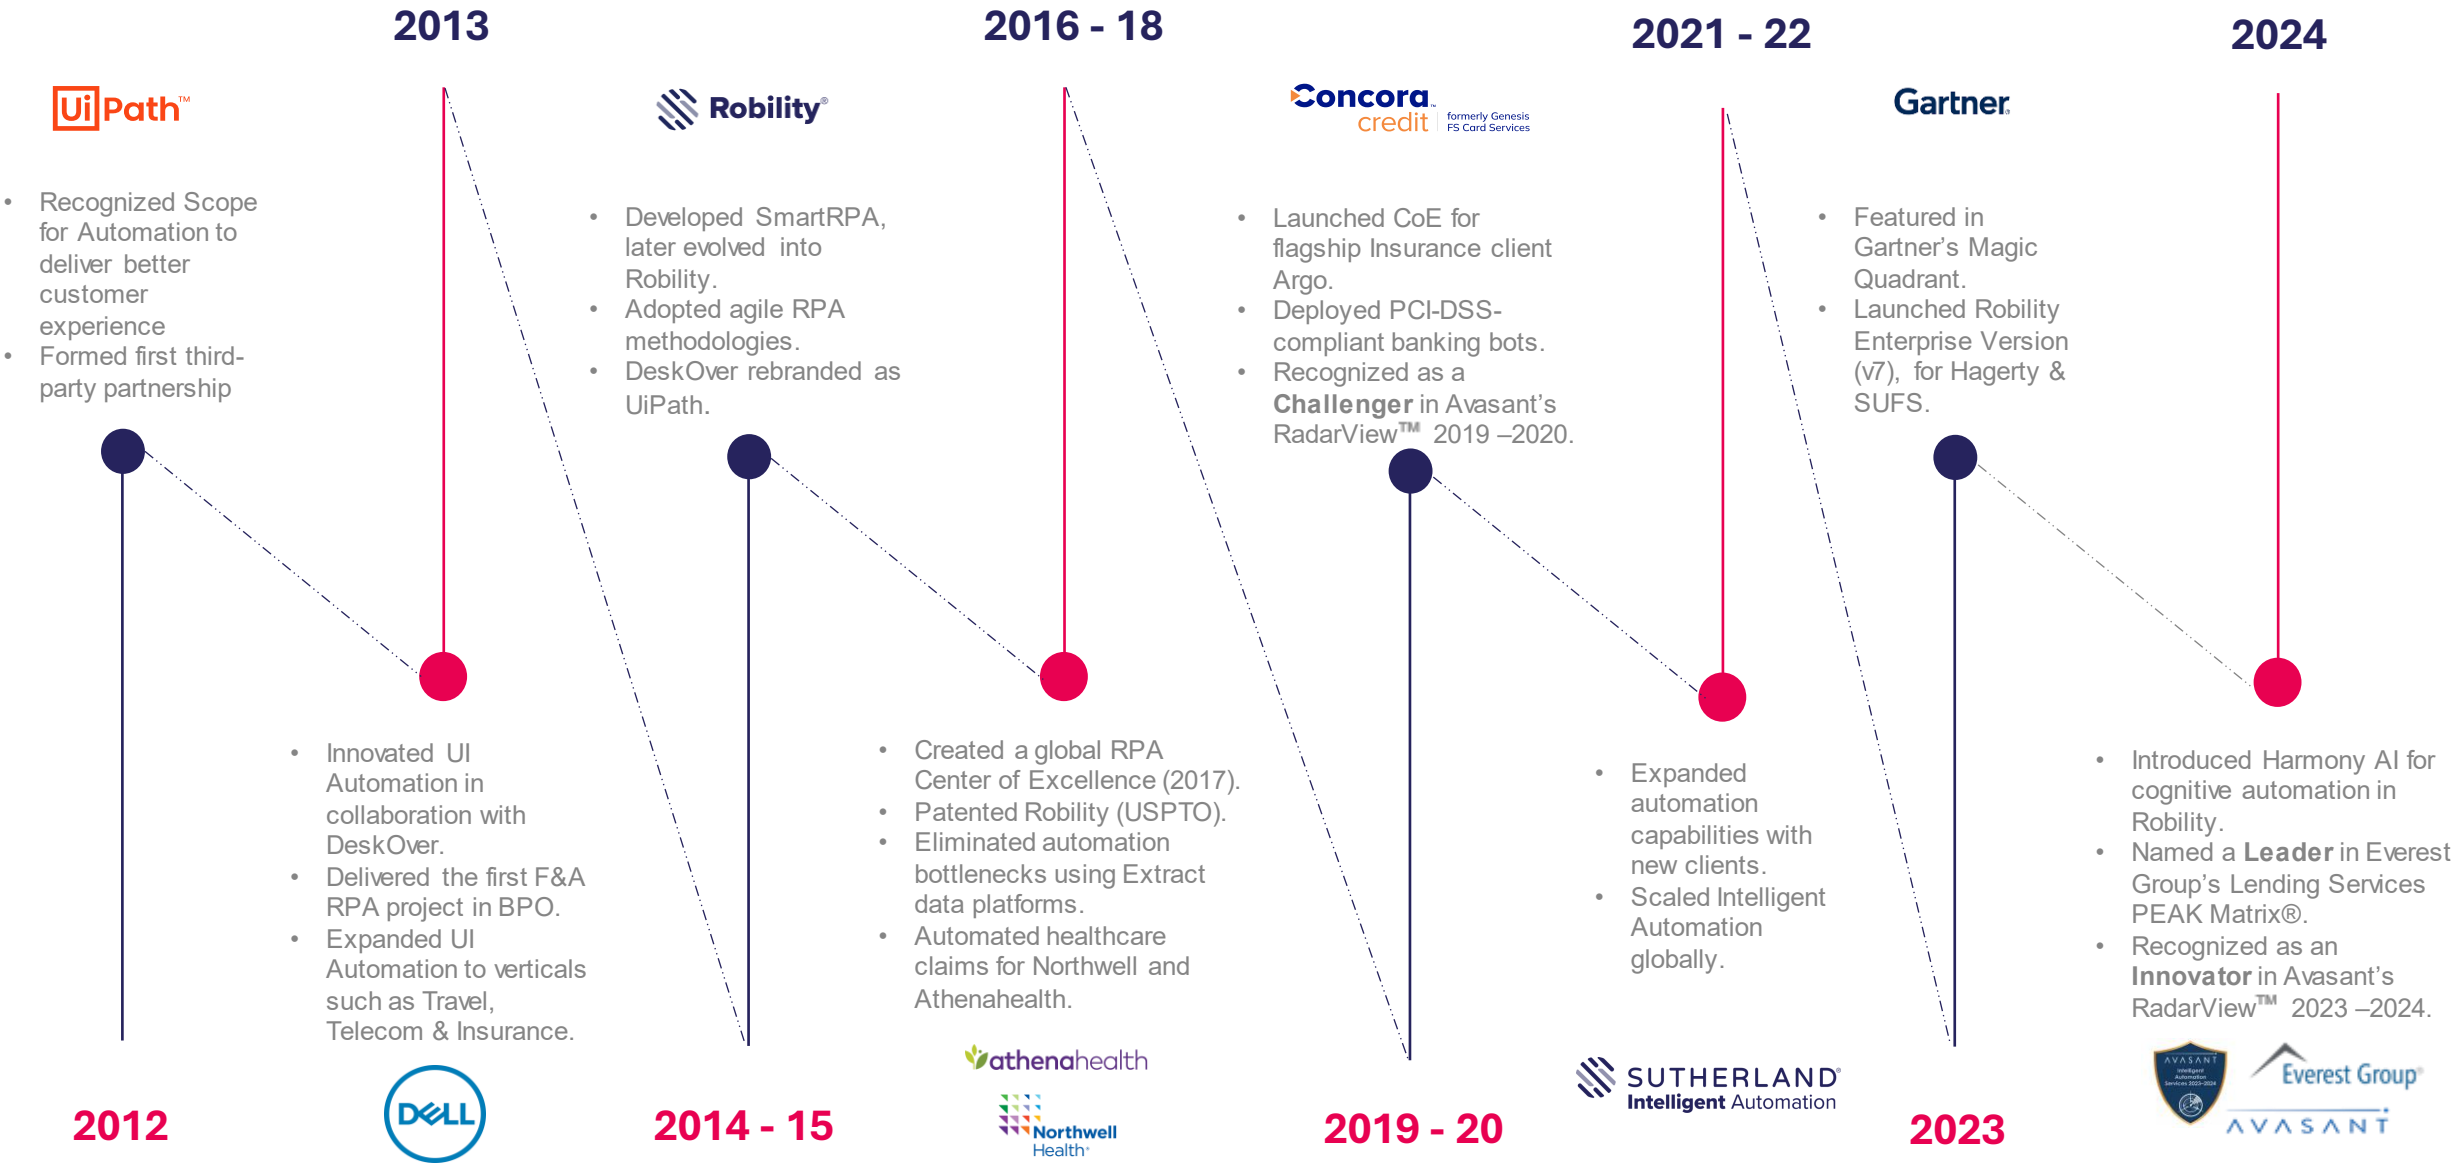 2013
2016 - 18
2021 - 22
2024
UiPath™
• Recognized Scope
for Automation to
deliver better
customer
experience
• Formed first third-
party partnership
2012
• Innovated UI
Automation in
collaboration with
DeskOver.
• Delivered the first F&A
RPA project in BPO.
• Expanded UI
Automation to verticals
such as Travel,
Telecom & Insurance.
DELL
Robility®
• Developed SmartRPA,
later evolved into
Robility.
• Adopted agile RPA
methodologies.
• DeskOver rebranded as
UiPath.
2014 - 15
• Created a global RPA
Center of Excellence (2017).
• Patented Robility (USPTO).
• Eliminated automation
bottlenecks using Extract
data platforms.
• Automated healthcare
claims for Northwell and
Athenahealth.
athenahealth
Northwell
Health®
Concora™
credit
formerly Genesis
FS Card Services
• Launched CoE for
flagship Insurance client
Argo.
• Deployed PCI-DSS-
compliant banking bots.
• Recognized as a
Challenger in Avasant’s
RadarView™ 2019 –2020.
2019 - 20
• Expanded
automation
capabilities with
new clients.
• Scaled Intelligent
Automation
globally.
SUTHERLAND®
Intelligent Automation
Gartner®
• Featured in
Gartner’s Magic
Quadrant.
• Launched Robility
Enterprise Version
(v7), for Hagerty &
SUFS.
2023
• Introduced Harmony AI for
cognitive automation in
Robility.
• Named a Leader in Everest
Group’s Lending Services
PEAK Matrix®.
• Recognized as an
Innovator in Avasant’s
RadarView™ 2023 –2024.
AVASANT
Intelligent
Automation
Services 2023–2024
Everest Group®
AVASANT